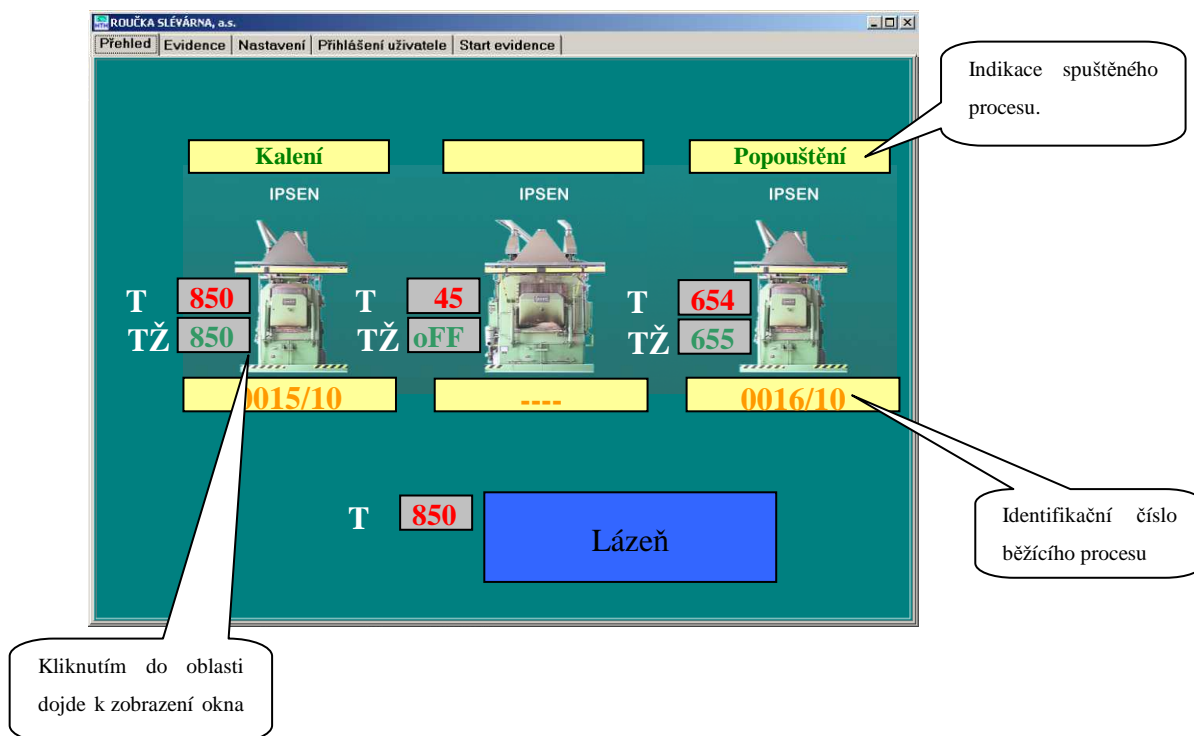 ROUČKA SLÉVÁRNA, a.s.
Přehled Evidence Nastavení Přihlášení uživatele Start evidence
Indikace spuštěného
procesu.
Kalení
Popouštění
IPSEN
IPSEN
IPSEN
T 850
TŽ 850
T 45
TŽ oFF
T 654
TŽ 655
0015/10
----
0016/10
T 850
Lázeň
Identifikační číslo
běžícího procesu
Kliknutím do oblasti
dojde k zobrazení okna